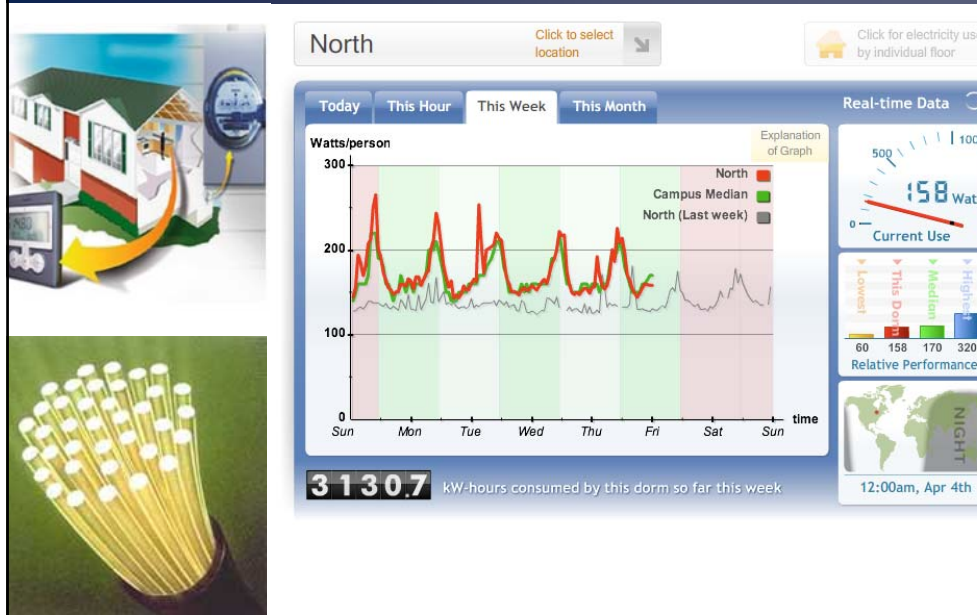 North
Click to select
location
Click for electricity use
by individual floor
Today
This Hour
This Week
This Month
Real-time Data
Watts/person
Explanation
of Graph
300
200
100
0
North
Campus Median
North (Last week)
Sun
Mon
Tue
Wed
Thu
Fri
Sat
Sun
time
0
500
100
158 Wat
Current Use
Lowest
This Dorm
Median
Highest
60
158
170
320
Relative Performance
NIGHT
12:00am, Apr 4th
3130.7 kW-hours consumed by this dorm so far this week